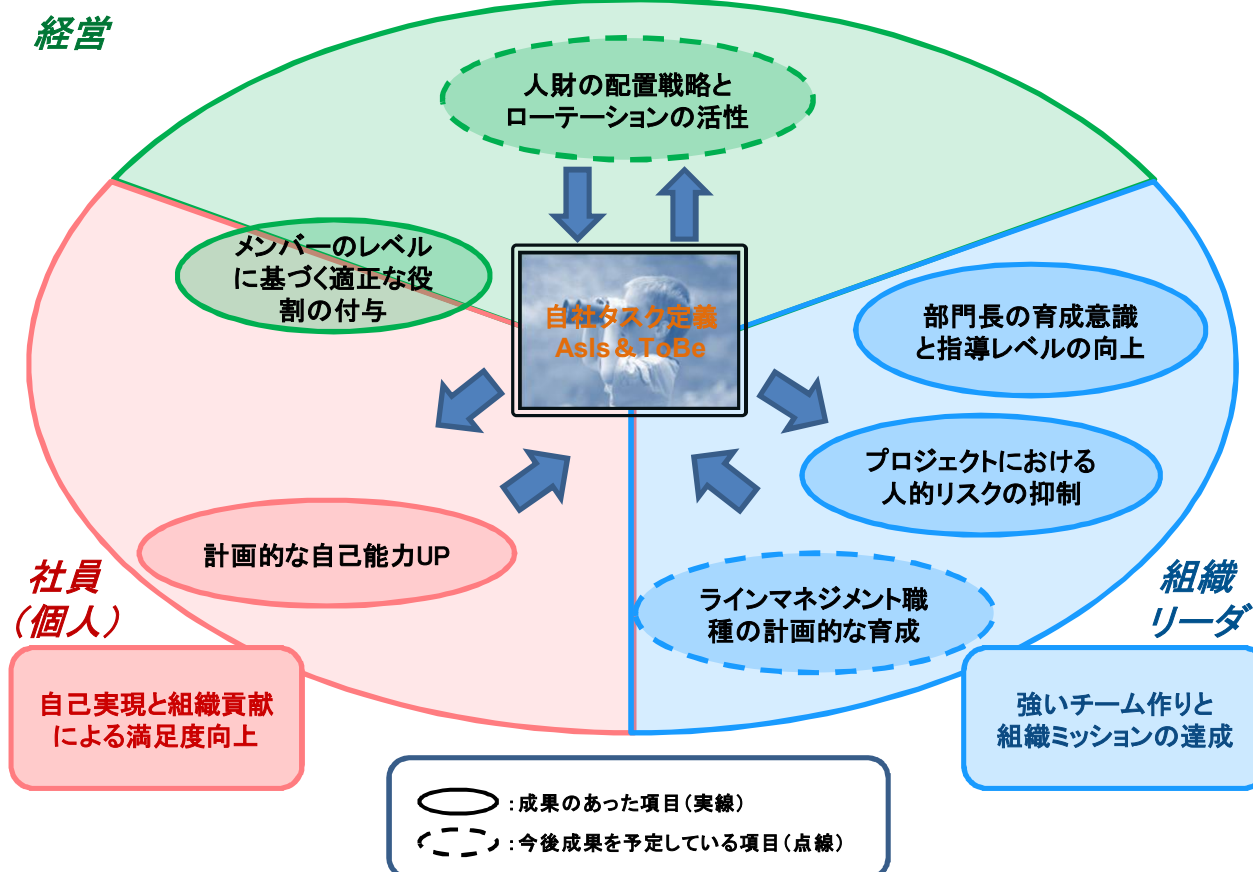 経営
人財の配置戦略と
ローテーションの活性
メンバーのレベル
に基づく適正な役
割の付与
自社タスク定義
AsIs＆ToBe
部門長の育成意識
と指導レベルの向上
プロジェクトにおける
人的リスクの抑制
計画的な自己能力UP
ラインマネジメント職
種の計画的な育成
社員
（個人）
自己実現と組織貢献
による満足度向上
組織
リーダ
強いチーム作りと
組織ミッションの達成
：成果のあった項目（実線）
：今後成果を予定している項目（点線）